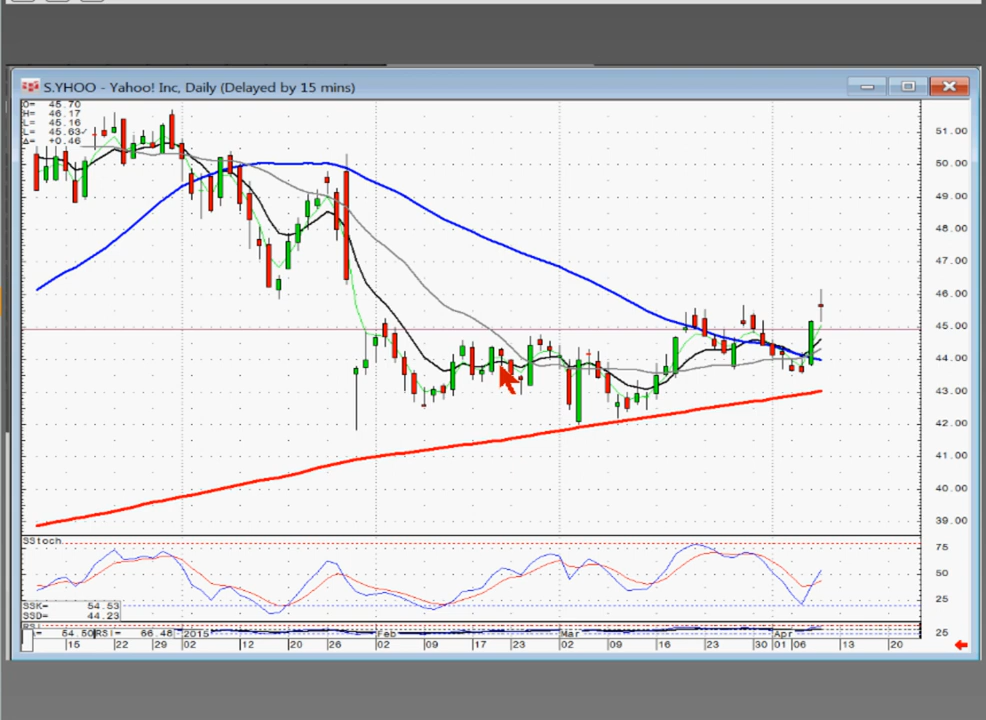 S.YHOO - Yahoo! Inc, Daily (Delayed by 15 mins)
O= 45.70
H= 46.17
L= 45.16
L= 45.63
Δ= +0.46
51.00
50.00
49.00
48.00
47.00
46.00
45.00
44.00
43.00
42.00
41.00
40.00
39.00
SStoch
75
50
25
SSK= 54.53
SSD= 44.23
RSI= 66.48
25
2015 Feb Mar Apr
15 22 29 02 12 20 26 02 09 17 23 02 09 16 23 30 01 06 13 20